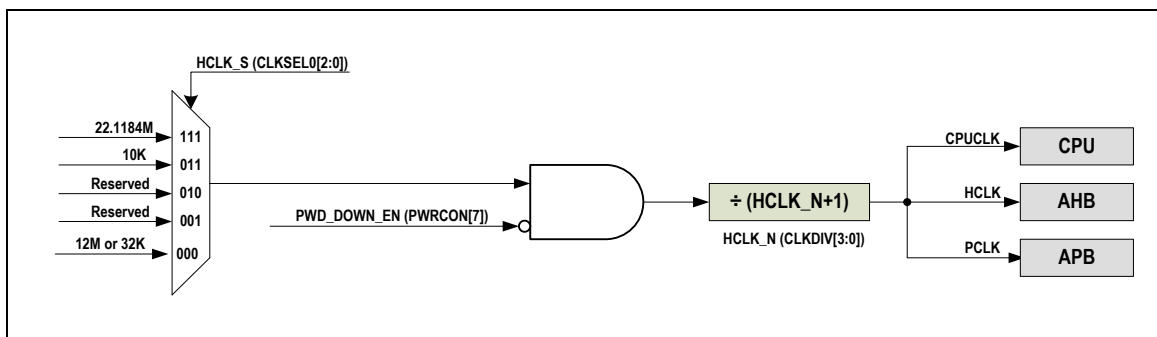 HCLK_S (CLKSEL0[2:0])
22.1184M
111
10K
011
Reserved
010
Reserved
001
12M or 32K
000
PWD_DOWN_EN (PWRCON[7])
÷ (HCLK_N+1)
HCLK_N (CLKDIV[3:0])
CPUCLK
CPU
HCLK
AHB
PCLK
APB